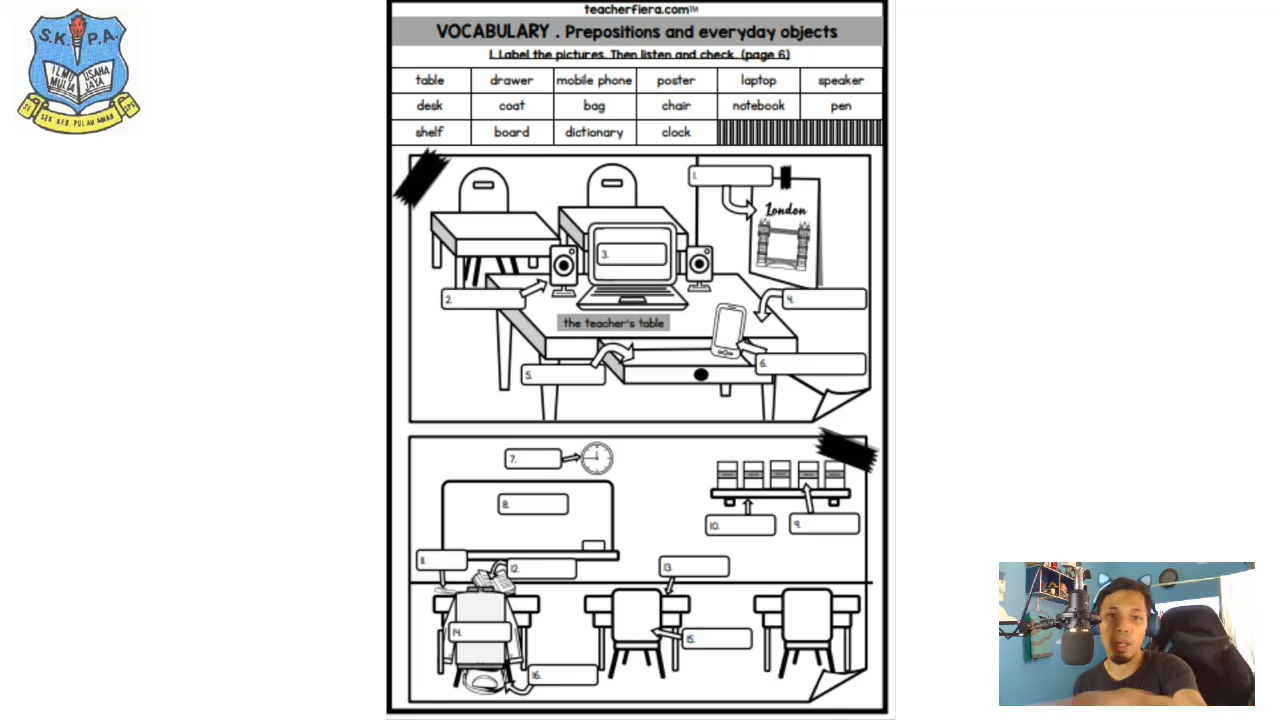 teacherfiera.com™
VOCABULARY . Prepositions and everyday objects
1. Label the pictures. Then listen and check. (page 6)
table drawer mobile phone poster laptop speaker
desk coat bag chair notebook pen
shelf board dictionary clock
S.K. P.A.
ILMU MULIA USAHA JAYA
SEK KEB PULAU AMAN
1.
London
3.
2.
4.
the teacher's table
5.
6.
7.
8.
10.
9.
11.
12.
13.
14.
15.
16.